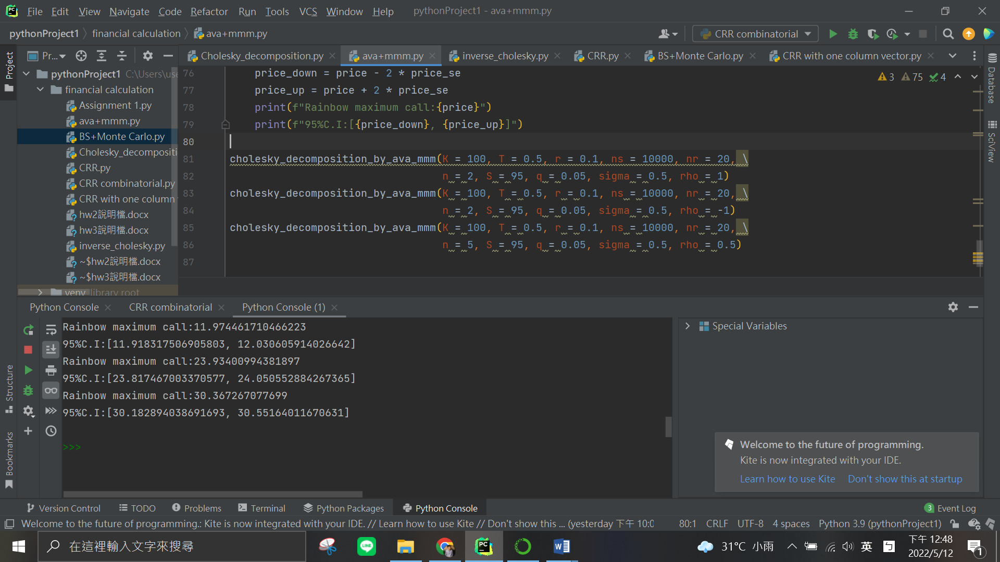 File Edit View Navigate Code Refactor Run Tools VCS Window Help pythonProject1 - ava+mmm.py
pythonProject1 financial calculation ava+mmm.py CRR combinatorial
Project
Pr...
Cholesky_decomposition.py ava+mmm.py inverse_cholesky.py CRR.py BS+Monte Carlo.py CRR with one column vector.py
pythonProject1 C:\Users\use
financial calculation
Assignment 1.py
ava+mmm.py
BS+Monte Carlo.py
Cholesky_decompositi
CRR.py
CRR combinatorial.py
CRR with one column
hw2說明檔.docx
hw3說明檔.docx
inverse_cholesky.py
~$hw2說明檔.docx
~$hw3說明檔.docx
venv library root
3 75 4
76 price_down = price - 2 * price_se
77 price_up = price + 2 * price_se
78 print(f"Rainbow maximum call:{price}")
79 print(f"95%C.I:[{price_down}, {price_up}]")
80
81 cholesky_decomposition_by_ava_mmm(K = 100, T = 0.5, r = 0.1, ns = 10000, nr = 20, \
82 n = 2, S = 95, q = 0.05, sigma = 0.5, rho = 1)
83 cholesky_decomposition_by_ava_mmm(K = 100, T = 0.5, r = 0.1, ns = 10000, nr = 20, \
84 n = 2, S = 95, q = 0.05, sigma = 0.5, rho = -1)
85 cholesky_decomposition_by_ava_mmm(K = 100, T = 0.5, r = 0.1, ns = 10000, nr = 20, \
86 n = 5, S = 95, q = 0.05, sigma = 0.5, rho = 0.5)
87
Database
SciView
Python Console CRR combinatorial Python Console (1)
Rainbow maximum call:11.974461710466223
95%C.I:[11.918317506905803, 12.030605914026642]
Rainbow maximum call:23.93400994381897
95%C.I:[23.817467003370577, 24.050552884267365]
Rainbow maximum call:30.367267077699
95%C.I:[30.182894038691693, 30.55164011670631]
>>>
Special Variables
Structure
Bookmarks
Welcome to the future of programming.
Kite is now integrated with your IDE.
Learn how to use Kite Don't show this at startup
Version Control TODO Problems Terminal Python Packages Python Console 3 Event Log
Welcome to the future of programming.: Kite is now integrated with your IDE. // Learn how to use Kite // Don't show this ... (yesterday 下午 10:0 80:1 CRLF UTF-8 4 spaces Python 3.9 (pythonProject1)
在這裡輸入文字來搜尋 LINE PC W 31°C 小雨 英 ㄅ 下午 12:48
2022/5/12 1